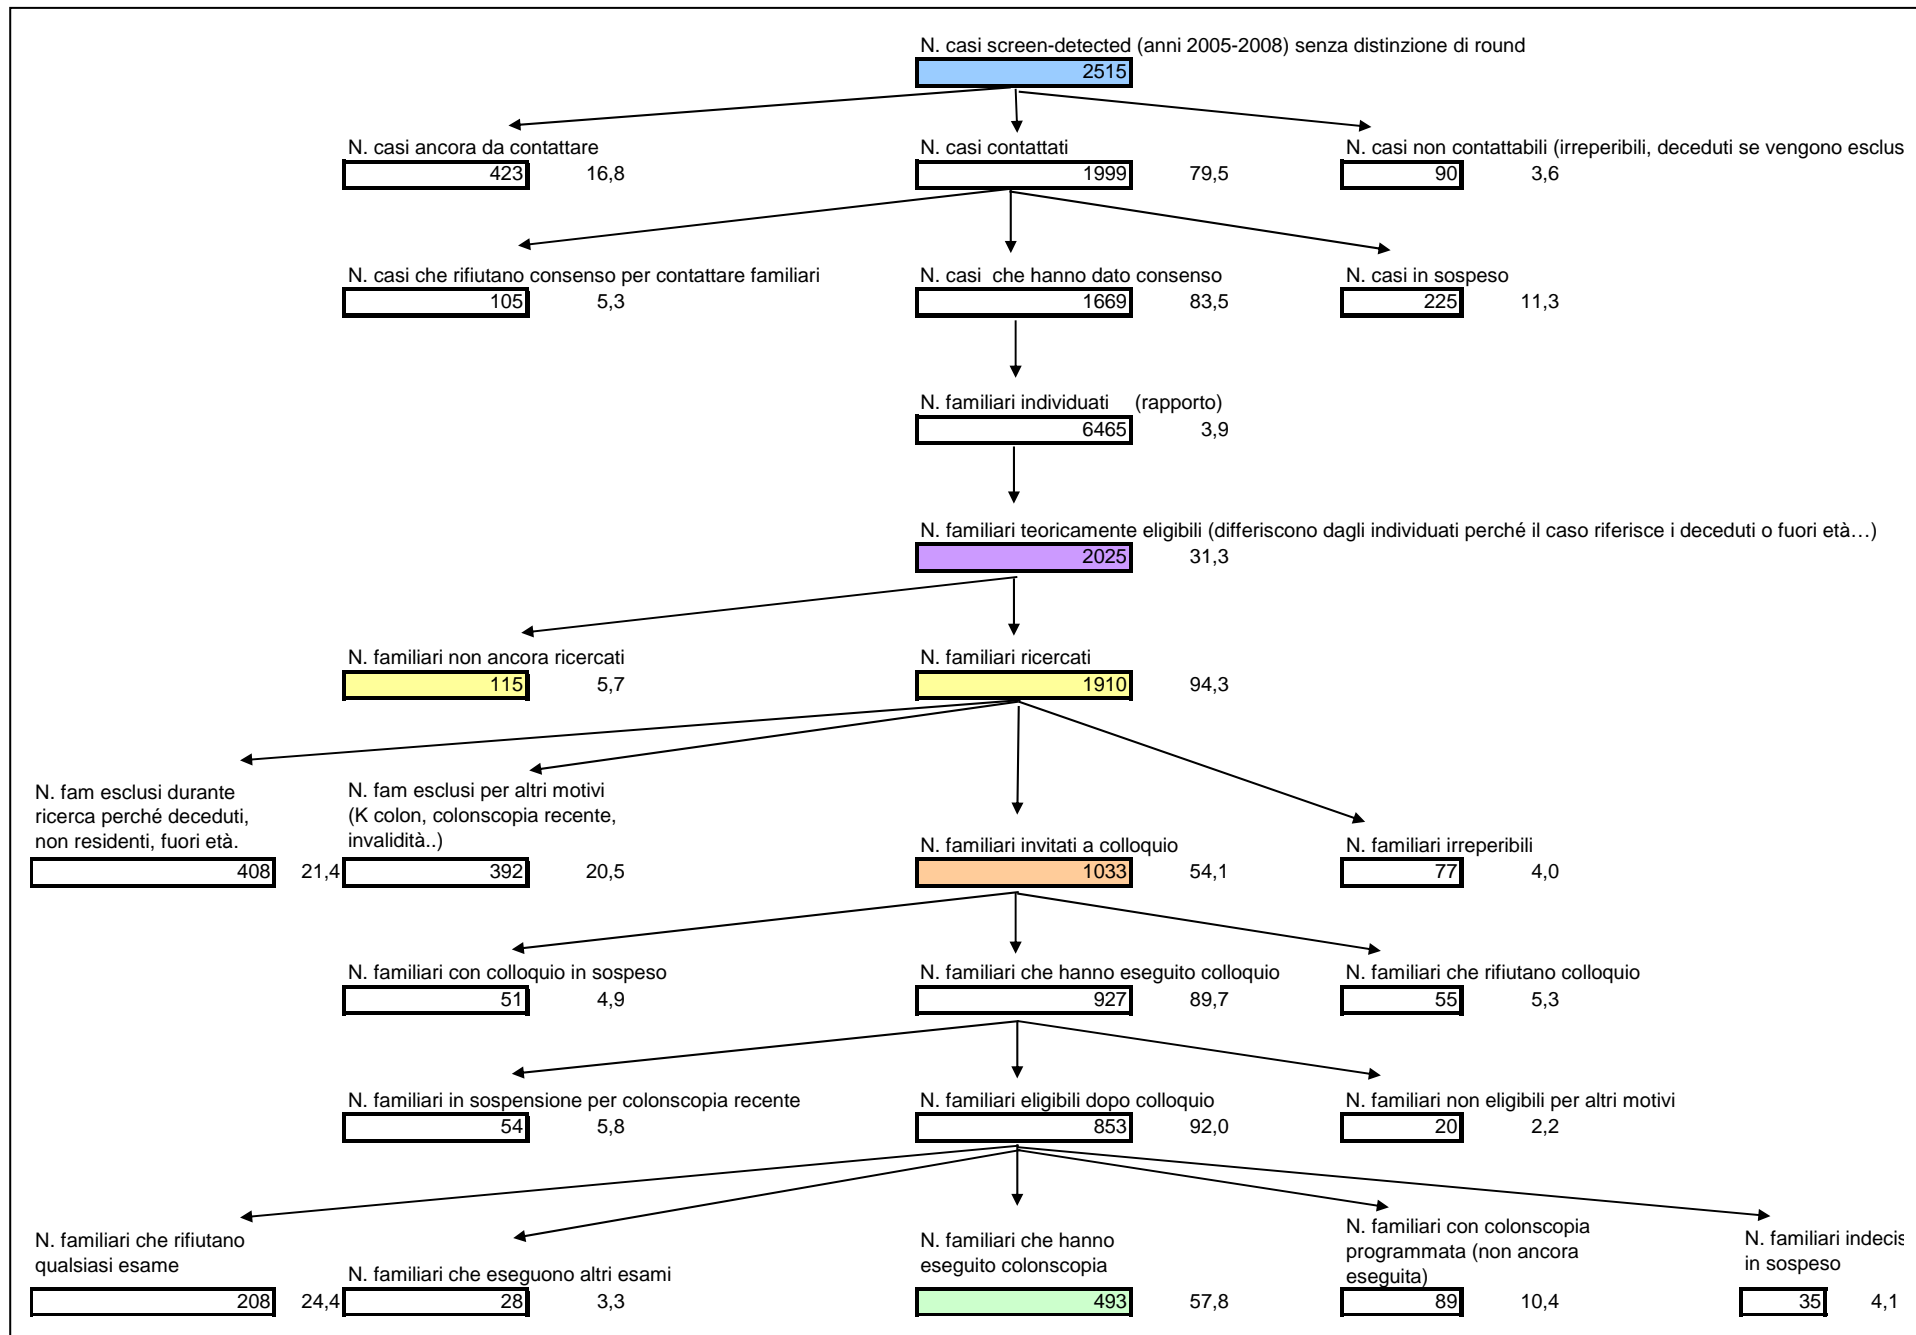 N. casi screen-detected (anni 2005-2008) senza distinzione di round
2515
N. casi ancora da contattare
423 16,8
N. casi contattati
1999 79,5
N. casi non contattabili (irreperibili, deceduti se vengono esclus
90 3,6
N. casi che rifiutano consenso per contattare familiari
105 5,3
N. casi che hanno dato consenso
1669 83,5
N. casi in sospeso
225 11,3
N. familiari individuati (rapporto)
6465 3,9
N. familiari teoricamente eligibili (differiscono dagli individuati perché il caso riferisce i deceduti o fuori età…)
2025 31,3
N. familiari non ancora ricercati
115 5,7
N. familiari ricercati
1910 94,3
N. fam esclusi durante
ricerca perché deceduti,
non residenti, fuori età.
408 21,4
N. fam esclusi per altri motivi
(K colon, colonscopia recente,
invalidità..)
392 20,5
N. familiari invitati a colloquio
1033 54,1
N. familiari irreperibili
77 4,0
N. familiari con colloquio in sospeso
51 4,9
N. familiari che hanno eseguito colloquio
927 89,7
N. familiari che rifiutano colloquio
55 5,3
N. familiari in sospensione per colonscopia recente
54 5,8
N. familiari eligibili dopo colloquio
853 92,0
N. familiari non eligibili per altri motivi
20 2,2
N. familiari che rifiutano
qualsiasi esame
208 24,4
N. familiari che eseguono altri esami
28 3,3
N. familiari che hanno
eseguito colonscopia
493 57,8
N. familiari con colonscopia
programmata (non ancora
eseguita)
89 10,4
N. familiari indecis
in sospeso
35 4,1